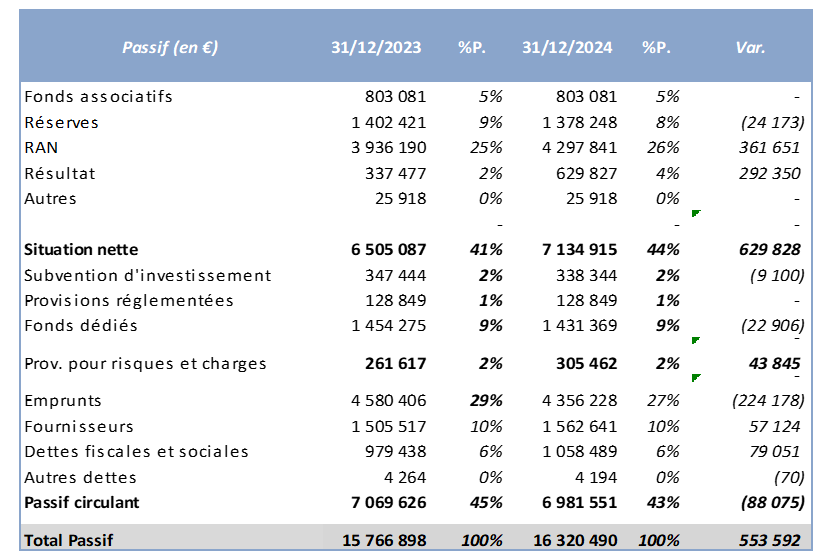 Passif (en €) 31/12/2023 %P. 31/12/2024 %P. Var.
Fonds associatifs 803 081 5% 803 081 5% -
Réserves 1 402 421 9% 1 378 248 8% (24 173)
RAN 3 936 190 25% 4 297 841 26% 361 651
Résultat 337 477 2% 629 827 4% 292 350
Autres 25 918 0% 25 918 0% -
- - -
Situation nette 6 505 087 41% 7 134 915 44% 629 828
Subvention d'investissement 347 444 2% 338 344 2% (9 100)
Provisions réglementées 128 849 1% 128 849 1% -
Fonds dédiés 1 454 275 9% 1 431 369 9% (22 906)
-
Prov. pour risques et charges 261 617 2% 305 462 2% 43 845
-
Emprunts 4 580 406 29% 4 356 228 27% (224 178)
Fournisseurs 1 505 517 10% 1 562 641 10% 57 124
Dettes fiscales et sociales 979 438 6% 1 058 489 6% 79 051
Autres dettes 4 264 0% 4 194 0% (70)
Passif circulant 7 069 626 45% 6 981 551 43% (88 075)
Total Passif 15 766 898 100% 16 320 490 100% 553 592